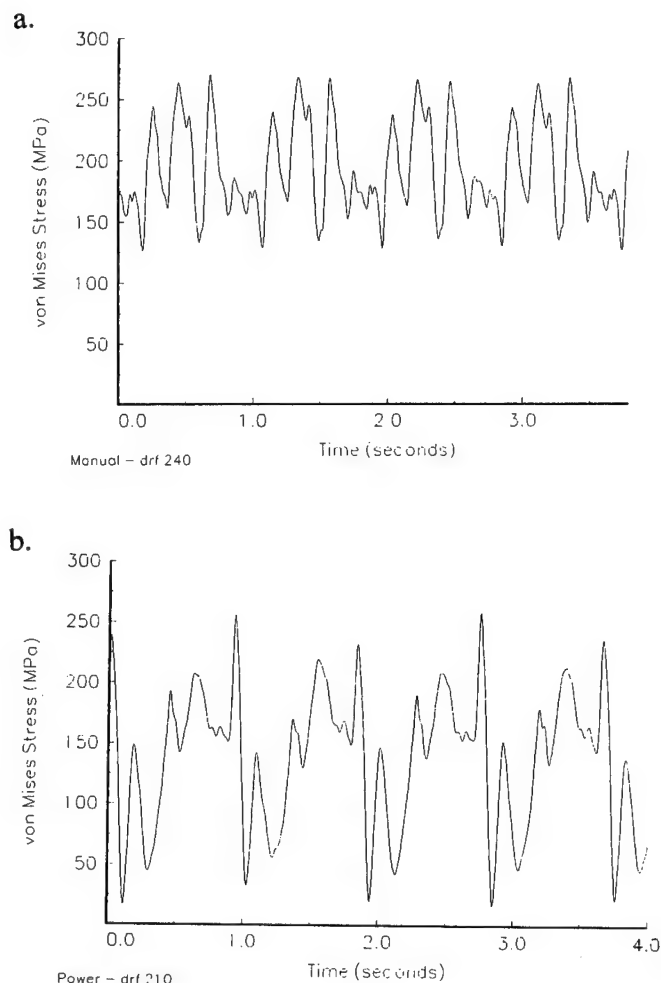 a.
300
250
200
150
100
50
von Mises Stress (MPa)
0.0 1.0 2.0 3.0
Time (seconds)
Manual - drf 240
b.
300
250
200
150
100
50
von Mises Stress (MPa)
0.0 1.0 2.0 3.0 4.0
Time (seconds)
Power - drf 210